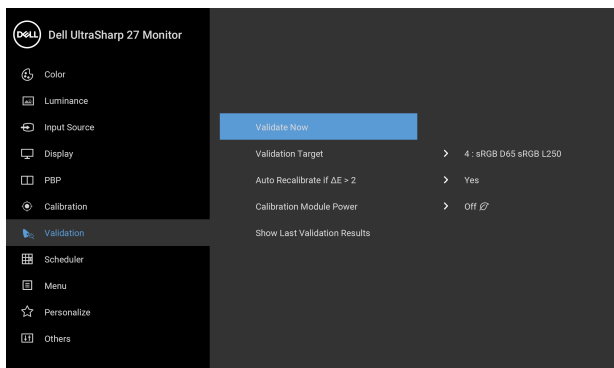 DELL Dell UltraSharp 27 Monitor
Color
Luminance
Input Source
Validate Now
Display
Validation Target 4 : sRGB D65 sRGB L250
PBP
Auto Recalibrate if ΔE > 2 Yes
Calibration
Calibration Module Power Off
Validation
Show Last Validation Results
Scheduler
Menu
Personalize
Others